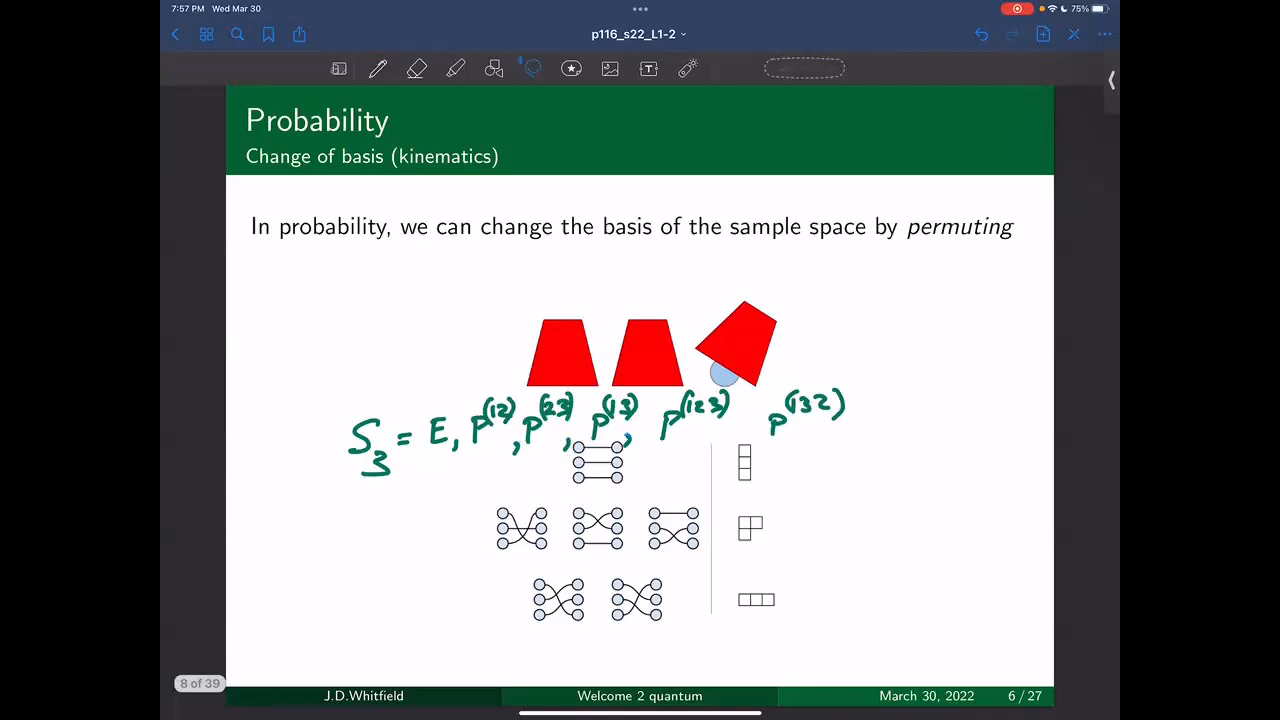 7:57 PM Wed Mar 30
75%
p116_s22_L1-2
Probability
Change of basis (kinematics)
In probability, we can change the basis of the sample space by permuting
S₃ = E, P⁽¹²⁾, P⁽²³⁾, P⁽¹³⁾, P⁽¹²³⁾ P⁽¹³²⁾
8 of 39
J.D.Whitfield Welcome 2 quantum March 30, 2022 6 / 27